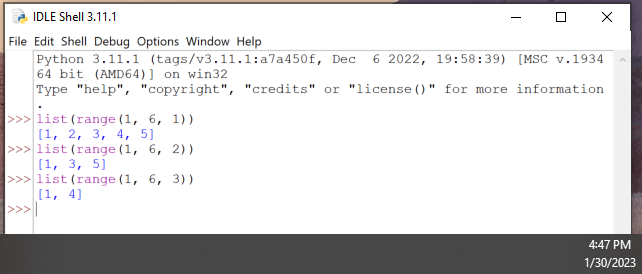 IDLE Shell 3.11.1
File Edit Shell Debug Options Window Help
Python 3.11.1 (tags/v3.11.1:a7a450f, Dec  6 2022, 19:58:39) [MSC v.1934
64 bit (AMD64)] on win32
Type "help", "copyright", "credits" or "license()" for more information
.
>>> list(range(1, 6, 1))
[1, 2, 3, 4, 5]
>>> list(range(1, 6, 2))
[1, 3, 5]
>>> list(range(1, 6, 3))
[1, 4]
>>>
4:47 PM
1/30/2023